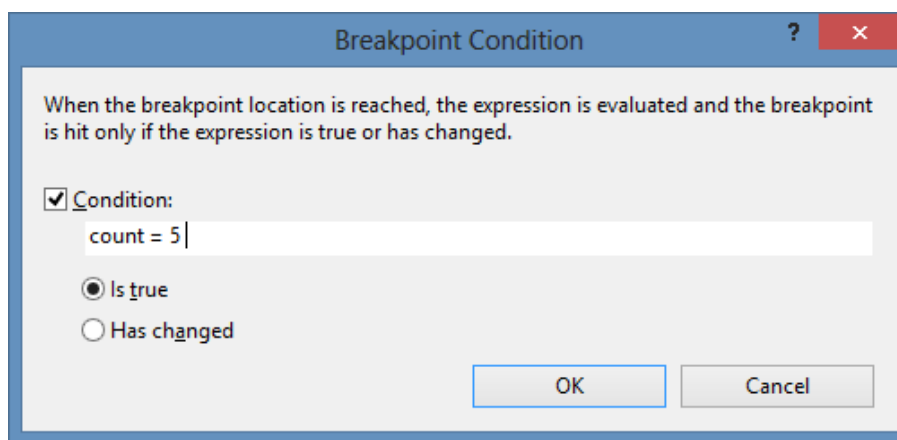 Breakpoint Condition
?
When the breakpoint location is reached, the expression is evaluated and the breakpoint
is hit only if the expression is true or has changed.
Condition:
count = 5
Is true
Has changed
OK
Cancel